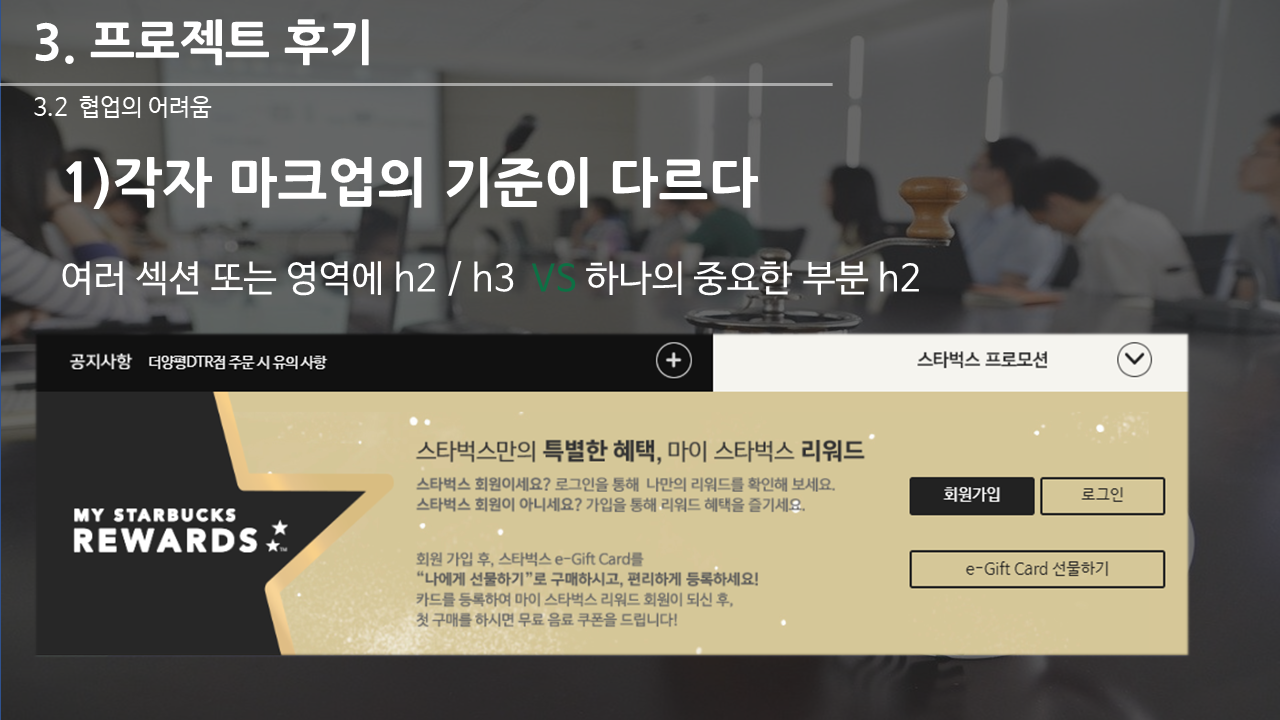 3. 프로젝트 후기
3.2 협업의 어려움
1)각자 마크업의 기준이 다르다
여러 섹션 또는 영역에 h2 / h3 VS 하나의 중요한 부분 h2
공지사항 더양평DTR점 주문 시 유의 사항
스타벅스 프로모션
MY STARBUCKS
REWARDS TM
스타벅스만의 특별한 혜택, 마이 스타벅스 리워드
스타벅스 회원이세요? 로그인을 통해 나만의 리워드를 확인해 보세요.
스타벅스 회원이 아니세요? 가입을 통해 리워드 혜택을 즐기세요.
회원 가입 후, 스타벅스 e-Gift Card를
“나에게 선물하기”로 구매하시고, 편리하게 등록하세요!
카드를 등록하여 마이 스타벅스 리워드 회원이 되신 후,
첫 구매를 하시면 무료 음료 쿠폰을 드립니다!
회원가입 로그인
e-Gift Card 선물하기